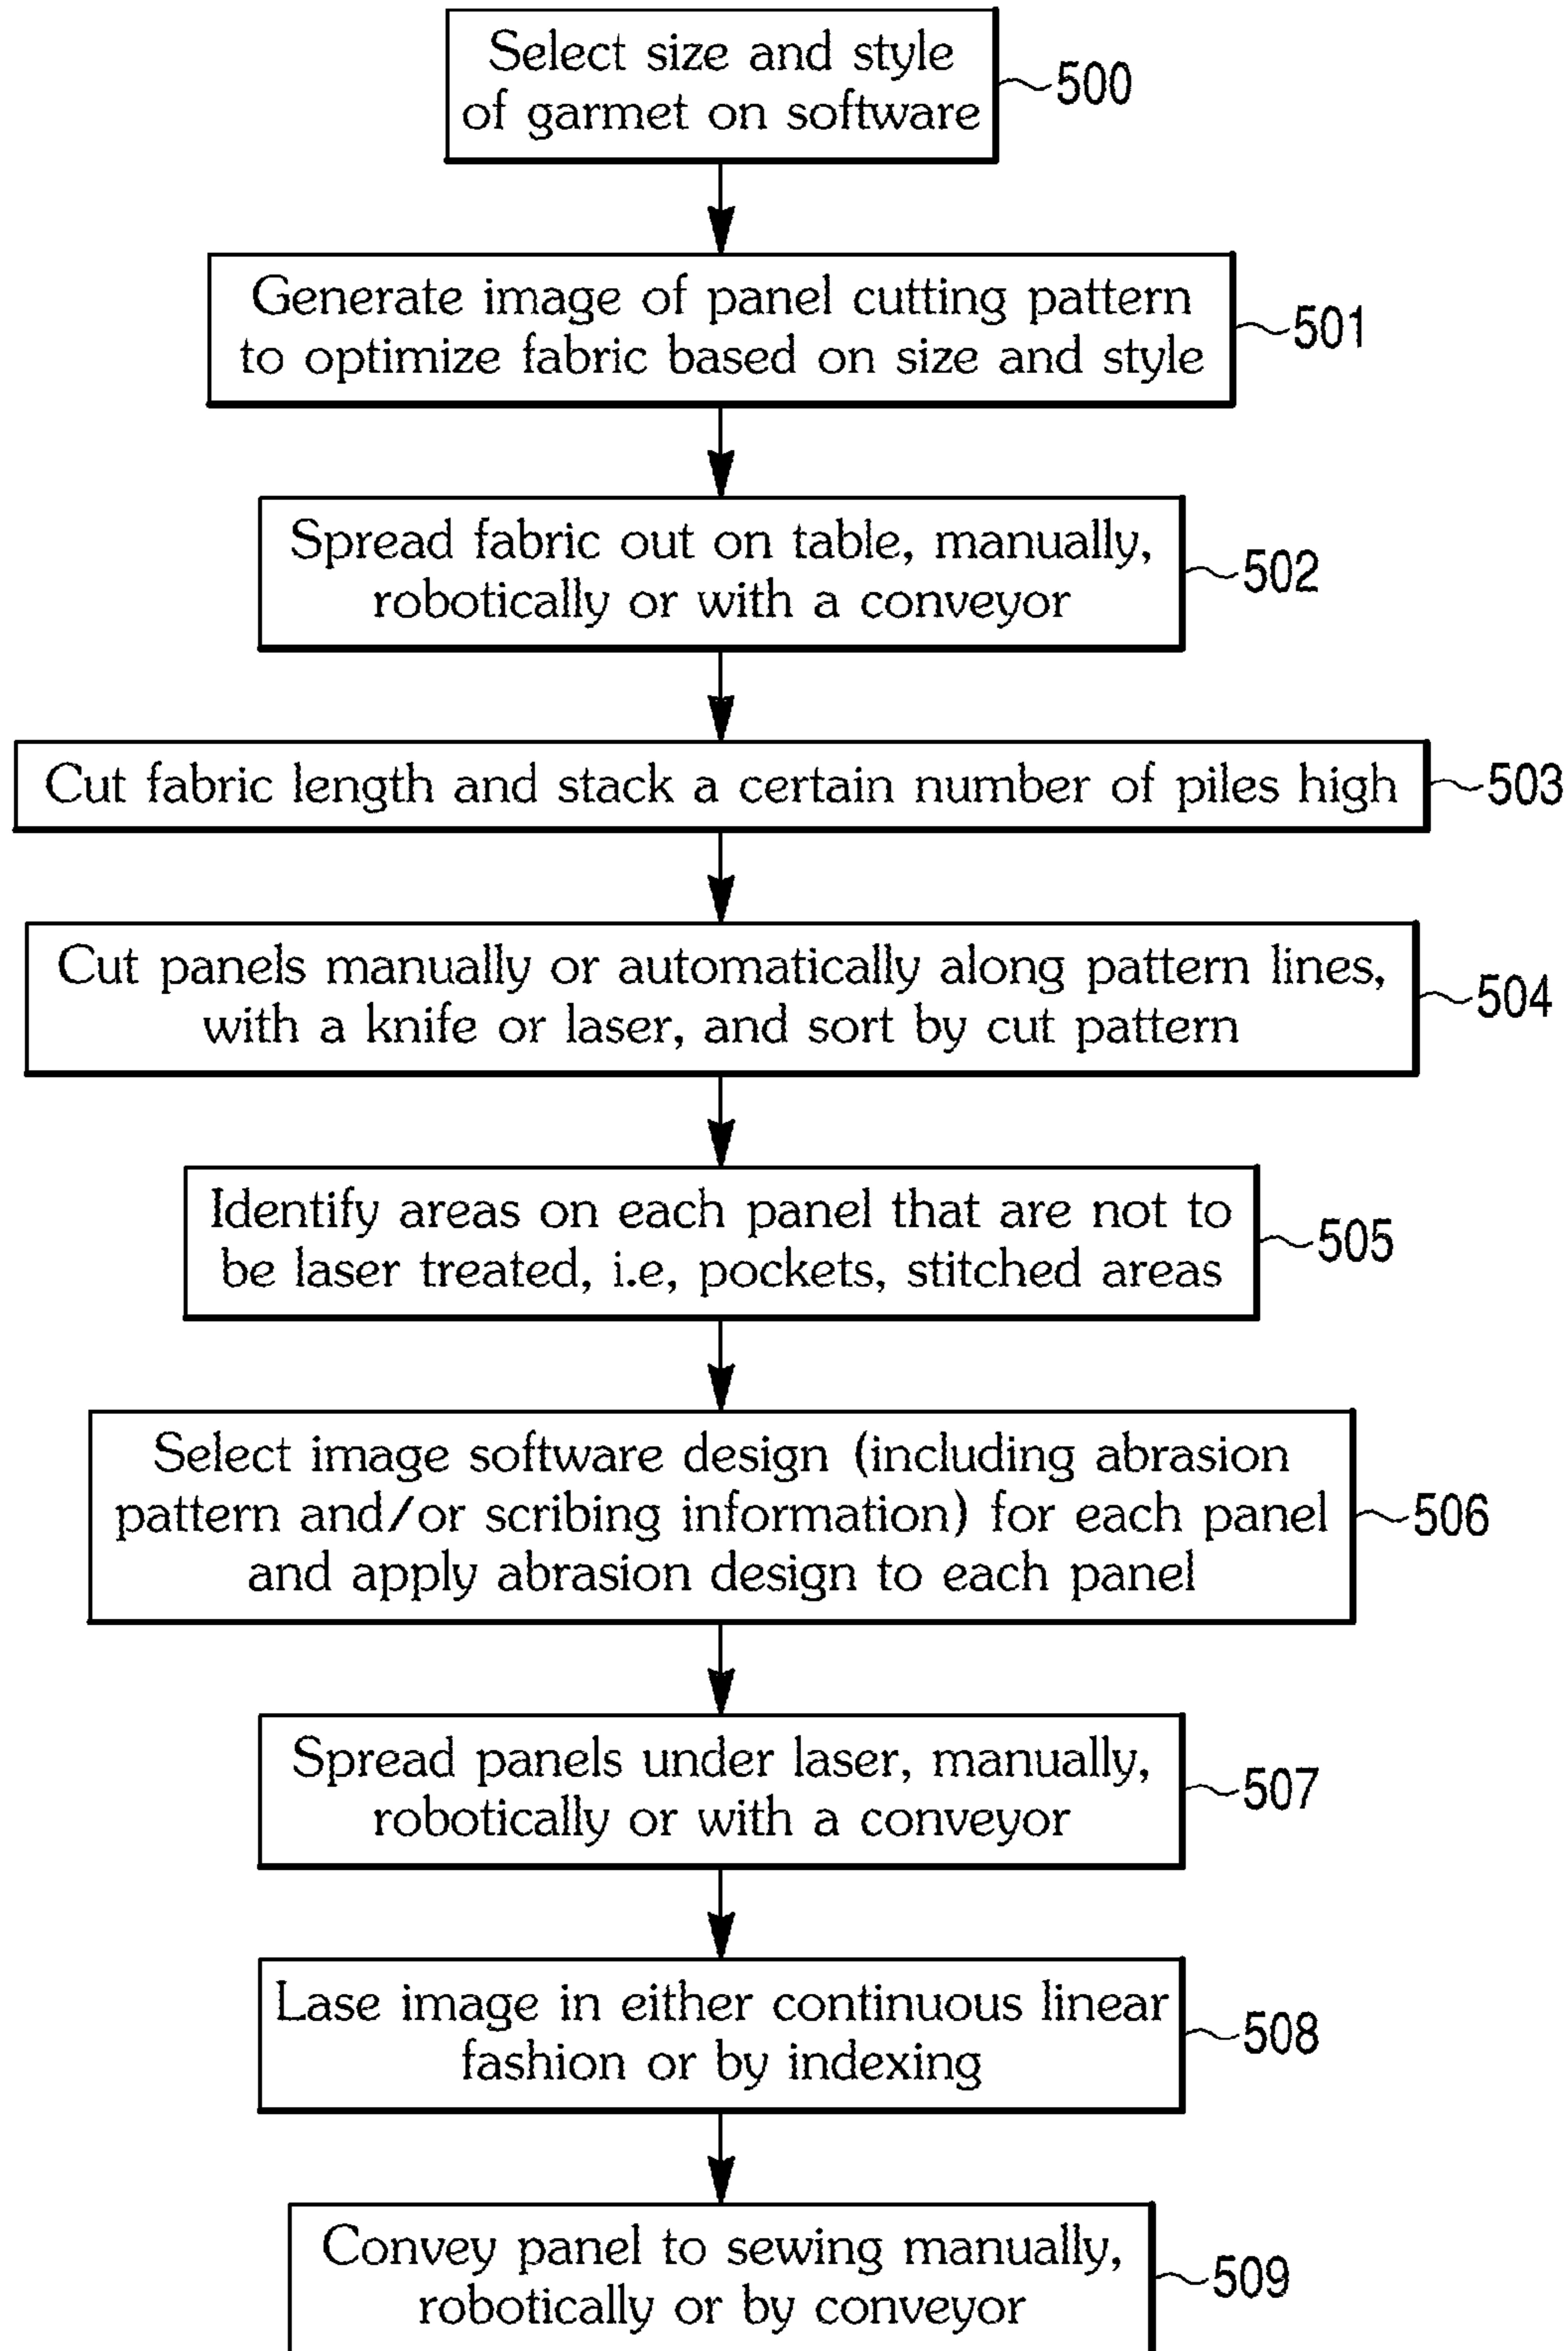 Select size and style
of garmet on software
500
Generate image of panel cutting pattern
to optimize fabric based on size and style
501
Spread fabric out on table, manually,
robotically or with a conveyor
502
Cut fabric length and stack a certain number of piles high
503
Cut panels manually or automatically along pattern lines,
with a knife or laser, and sort by cut pattern
504
Identify areas on each panel that are not to
be laser treated, i.e, pockets, stitched areas
505
Select image software design (including abrasion
pattern and/or scribing information) for each panel
and apply abrasion design to each panel
506
Spread panels under laser, manually,
robotically or with a conveyor
507
Lase image in either continuous linear
fashion or by indexing
508
Convey panel to sewing manually,
robotically or by conveyor
509